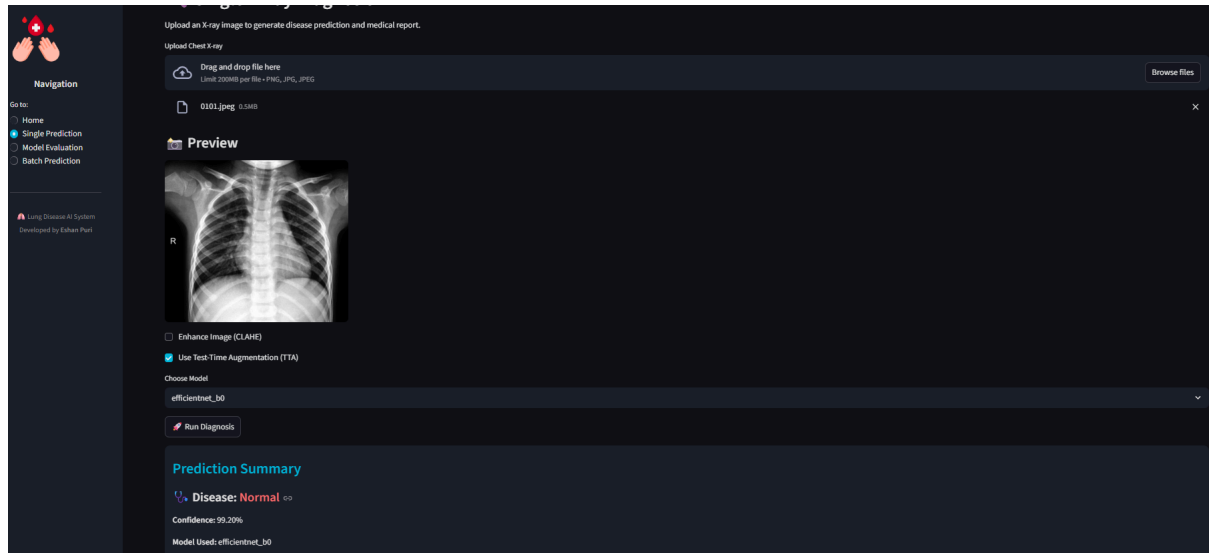 Upload an X-ray image to generate disease prediction and medical report.
Upload Chest X-ray
Drag and drop file here
Limit 200MB per file • PNG, JPG, JPEG
Browse files
0101.jpeg 0.5MB
Navigation
Go to:
Home
Single Prediction
Model Evaluation
Batch Prediction
Lung Disease AI System
Developed by Eshan Puri
Preview
R
Enhance Image (CLAHE)
Use Test-Time Augmentation (TTA)
Choose Model
efficientnet_b0
Run Diagnosis
Prediction Summary
Disease: Normal
Confidence: 99.20%
Model Used: efficientnet_b0